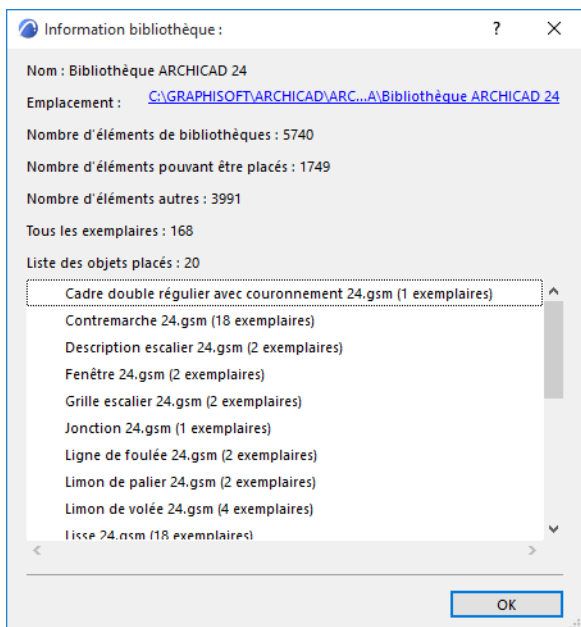 Information bibliothèque :
Nom : Bibliothèque ARCHICAD 24
Emplacement : C:\GRAPHISOFT\ARCHICAD\ARC...A\Bibliothèque ARCHICAD 24
Nombre d'éléments de bibliothèques : 5740
Nombre d'éléments pouvant être placés : 1749
Nombre d'éléments autres : 3991
Tous les exemplaires : 168
Liste des objets placés : 20
Cadre double régulier avec couronnement 24.gsm (1 exemplaires)
Contremarche 24.gsm (18 exemplaires)
Description escalier 24.gsm (2 exemplaires)
Fenêtre 24.gsm (2 exemplaires)
Grille escalier 24.gsm (2 exemplaires)
Jonction 24.gsm (1 exemplaires)
Ligne de foulée 24.gsm (2 exemplaires)
Limon de palier 24.gsm (2 exemplaires)
Limon de volée 24.gsm (4 exemplaires)
Lisse 24.gsm (18 exemplaires)
OK